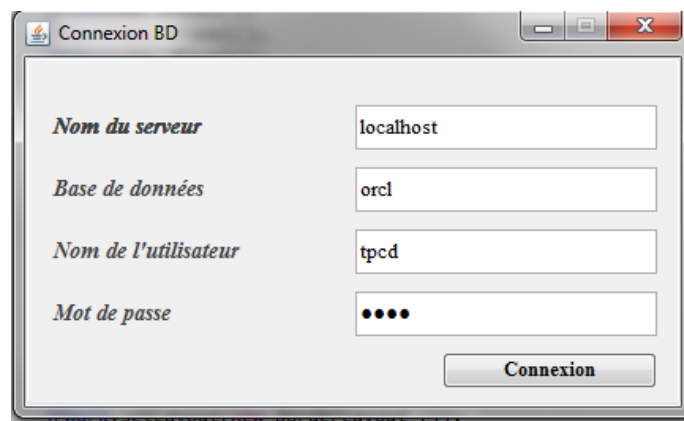 Connexion BD
Nom du serveur localhost
Base de données orcl
Nom de l'utilisateur tpcd
Mot de passe ●●●●
Connexion